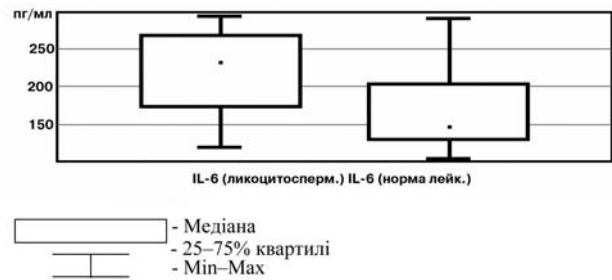 пг/мл
250
200
150
IL-6 (ликоцитосперм.) IL-6 (норма лейк.)
- Медіана
- 25–75% квартилі
- Min–Max